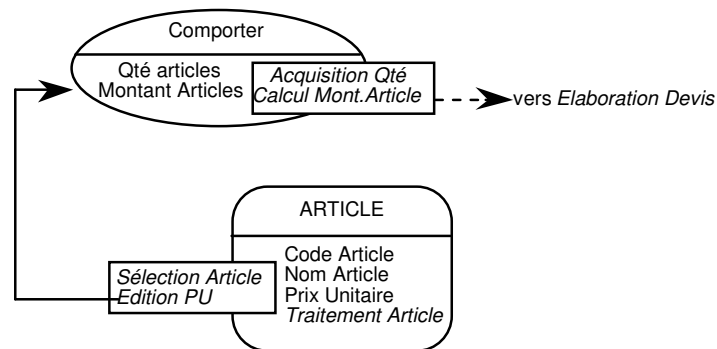 Comporter
Qté articles
Montant Articles
Acquisition Qté
Calcul Mont.Article
vers Elaboration Devis
ARTICLE
Code Article
Nom Article
Prix Unitaire
Traitement Article
Sélection Article
Edition PU